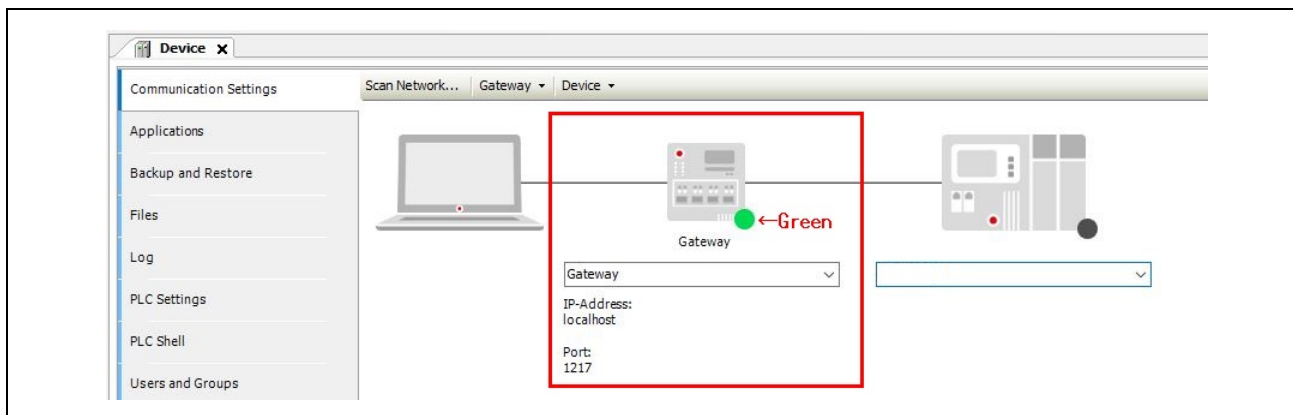 Device X
Communication Settings
Scan Network... Gateway Device
Applications
Backup and Restore
Files
←Green
Gateway
Log
Gateway
PLC Settings
IP-Address:
localhost
PLC Shell
Port:
1217
Users and Groups